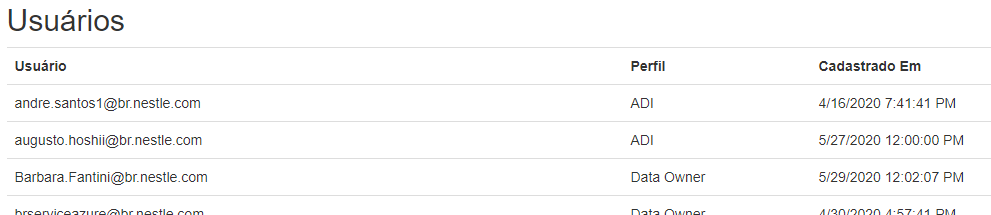 Usuários
Usuário Perfil Cadastrado Em
andre.santos1@br.nestle.com ADI 4/16/2020 7:41:41 PM
augusto.hoshii@br.nestle.com ADI 5/27/2020 12:00:00 PM
Barbara.Fantini@br.nestle.com Data Owner 5/29/2020 12:02:07 PM
brserviceazure@br.nestle.com Data Owner 4/30/2020 4:57:41 PM